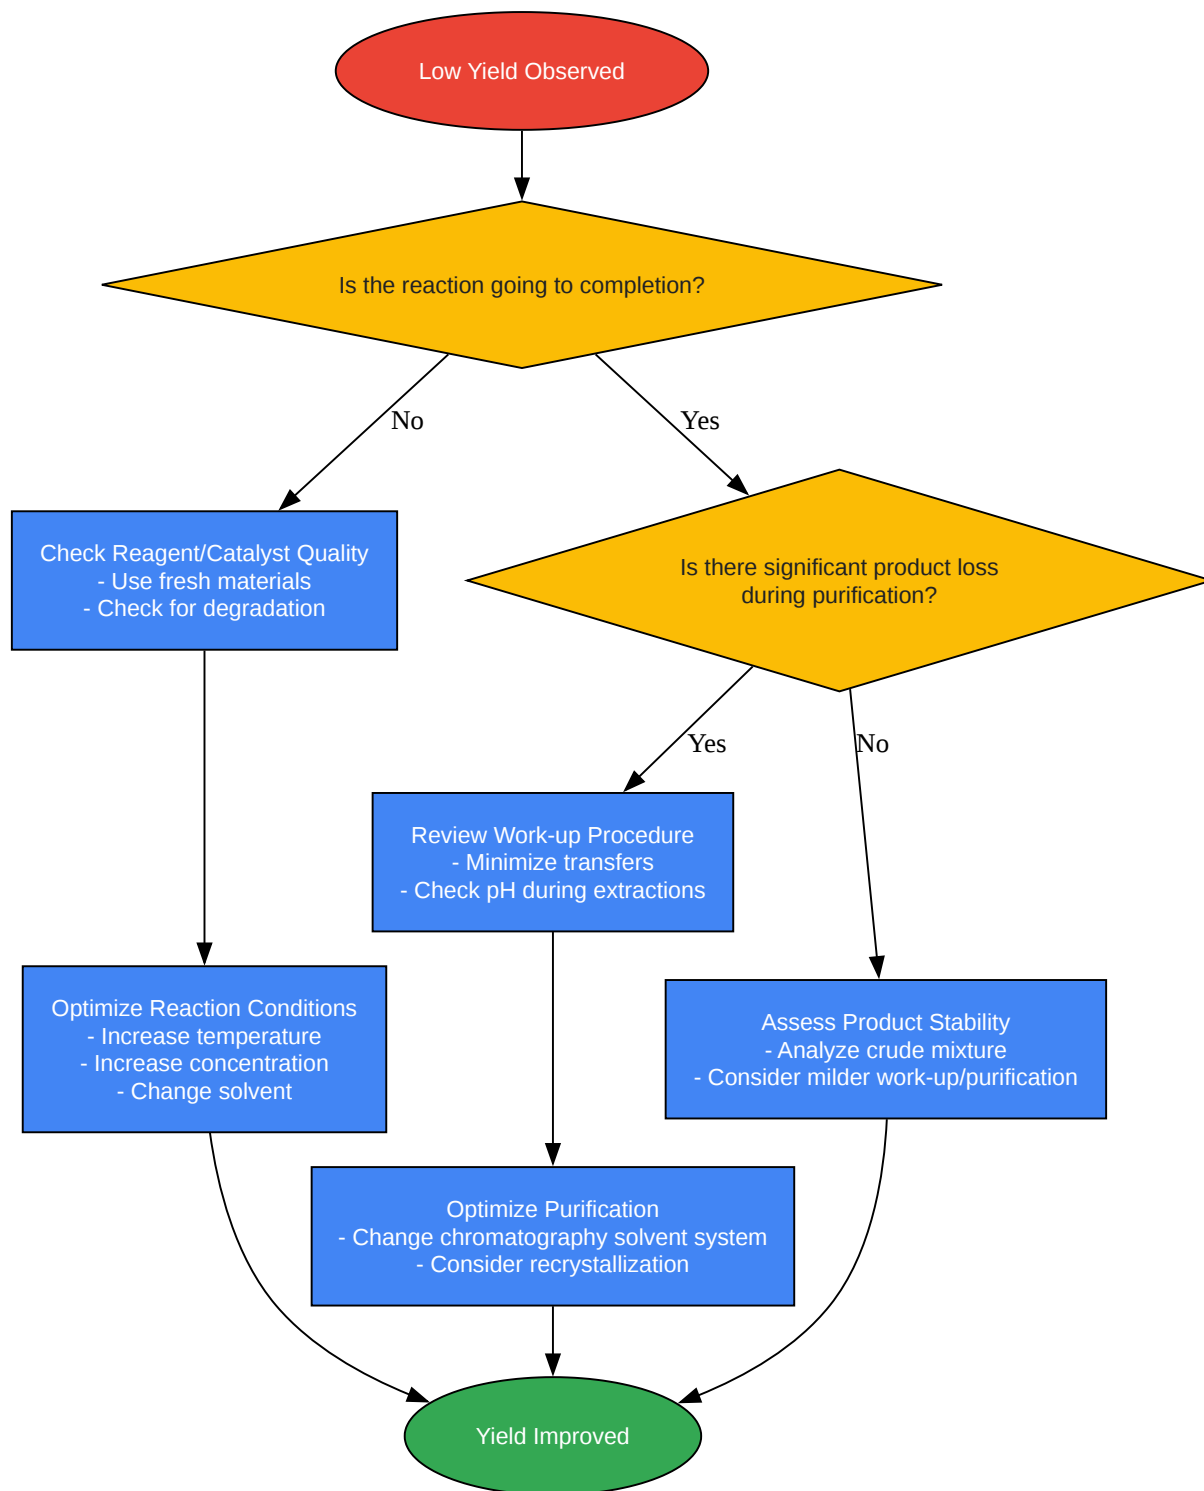 Low Yield Observed
Is the reaction going to completion?
No
Yes
Check Reagent/Catalyst Quality
- Use fresh materials
- Check for degradation
Is there significant product loss
during purification?
Yes
No
Review Work-up Procedure
- Minimize transfers
- Check pH during extractions
Optimize Reaction Conditions
- Increase temperature
- Increase concentration
- Change solvent
Assess Product Stability
- Analyze crude mixture
- Consider milder work-up/purification
Optimize Purification
- Change chromatography solvent system
- Consider recrystallization
Yield Improved